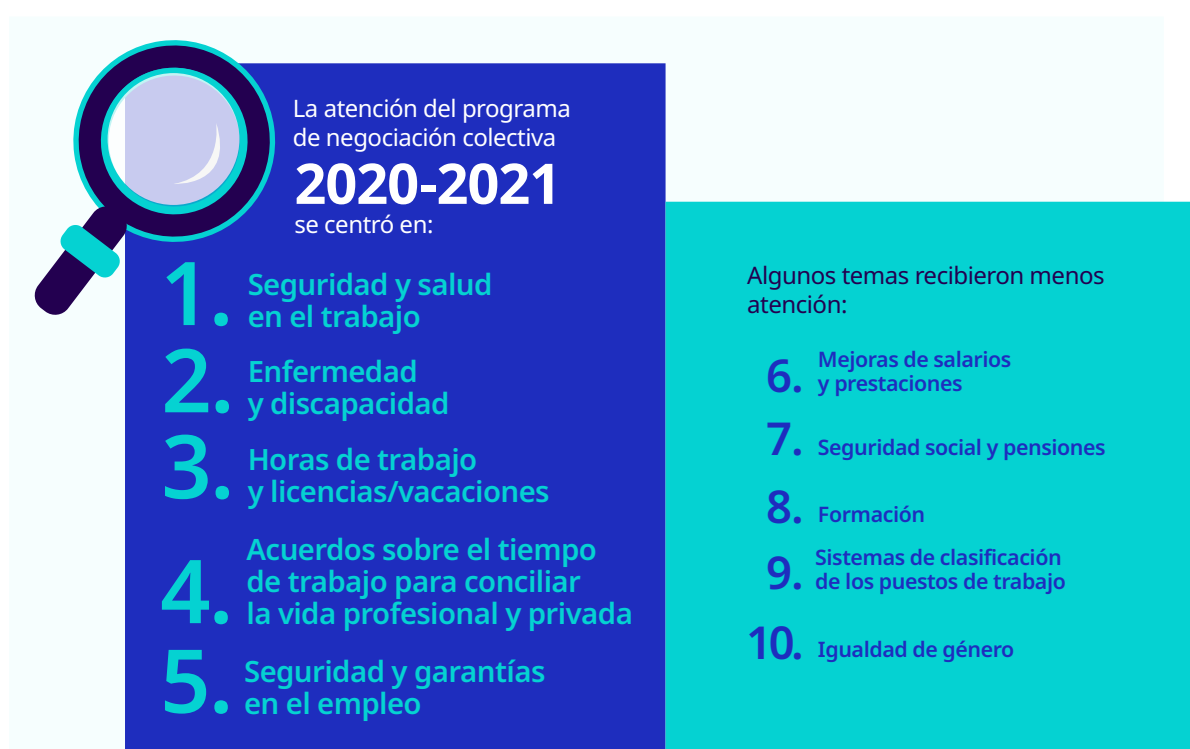 La atención del programa
de negociación colectiva
2020-2021
se centró en:
1. Seguridad y salud
en el trabajo
2. Enfermedad
y discapacidad
3. Horas de trabajo
y licencias/vacaciones
4. Acuerdos sobre el tiempo
de trabajo para conciliar
la vida profesional y privada
5. Seguridad y garantías
en el empleo
Algunos temas recibieron menos
atención:
6. Mejoras de salarios
y prestaciones
7. Seguridad social y pensiones
8. Formación
9. Sistemas de clasificación
de los puestos de trabajo
10. Igualdad de género